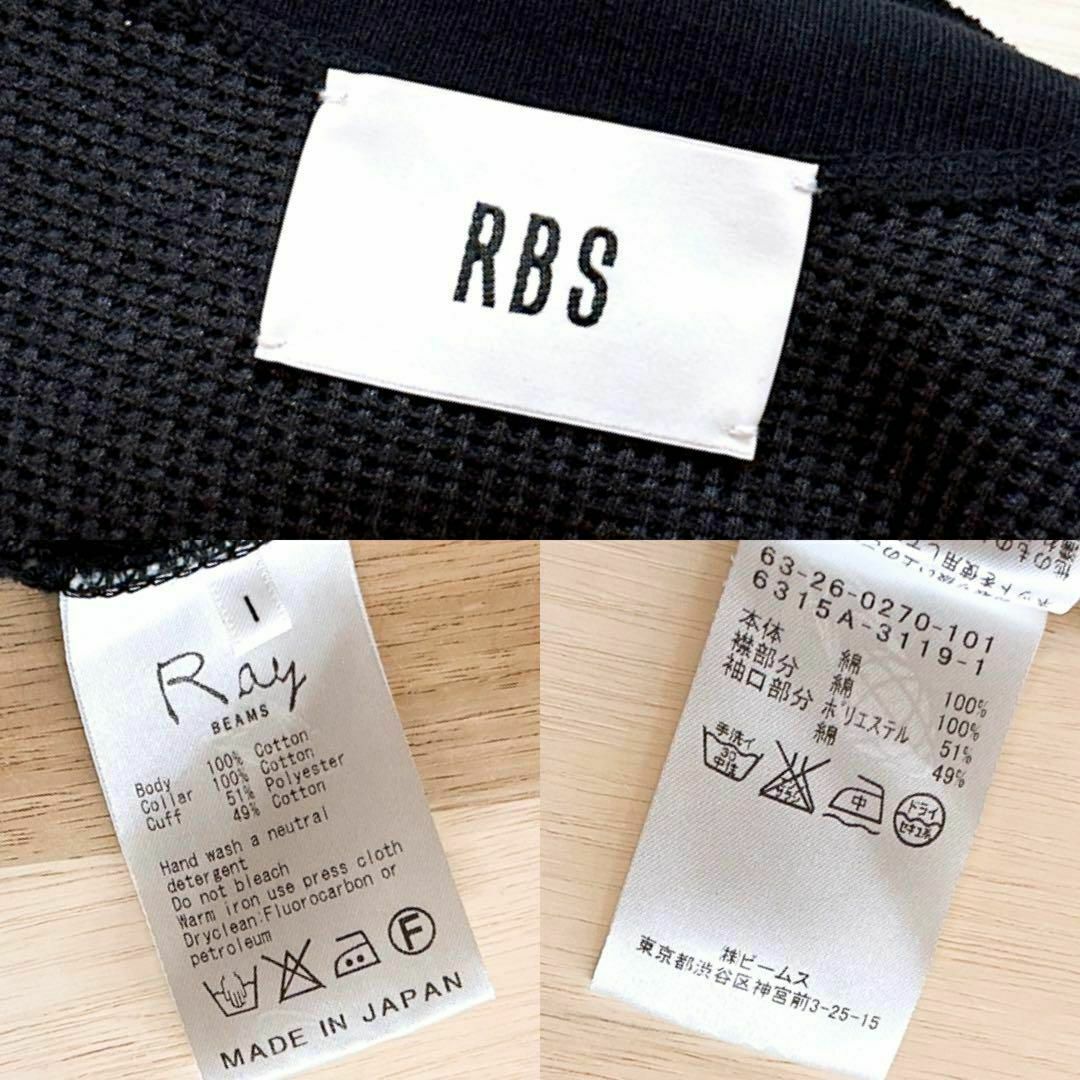 RBS
1
Ray
BEAMS
Body 100% Cotton
Collar 100% Cotton
Cuff 51% Polyester
49% Cotton
Hand wash a neutral
detergent
Do not bleach
Warm iron use press cloth
Dryclean:Fluorocarbon or
petroleum
F
MADE IN JAPAN
63-26-0270-101
6315A-3119-1
本体 綿 100%
襟部分 綿 100%
袖口部分 ポリエステル 51%
綿 49%
手洗イ
30
中性
中
ドライ
セキユ系
㈱ビームス
東京都渋谷区神宮前3-25-15